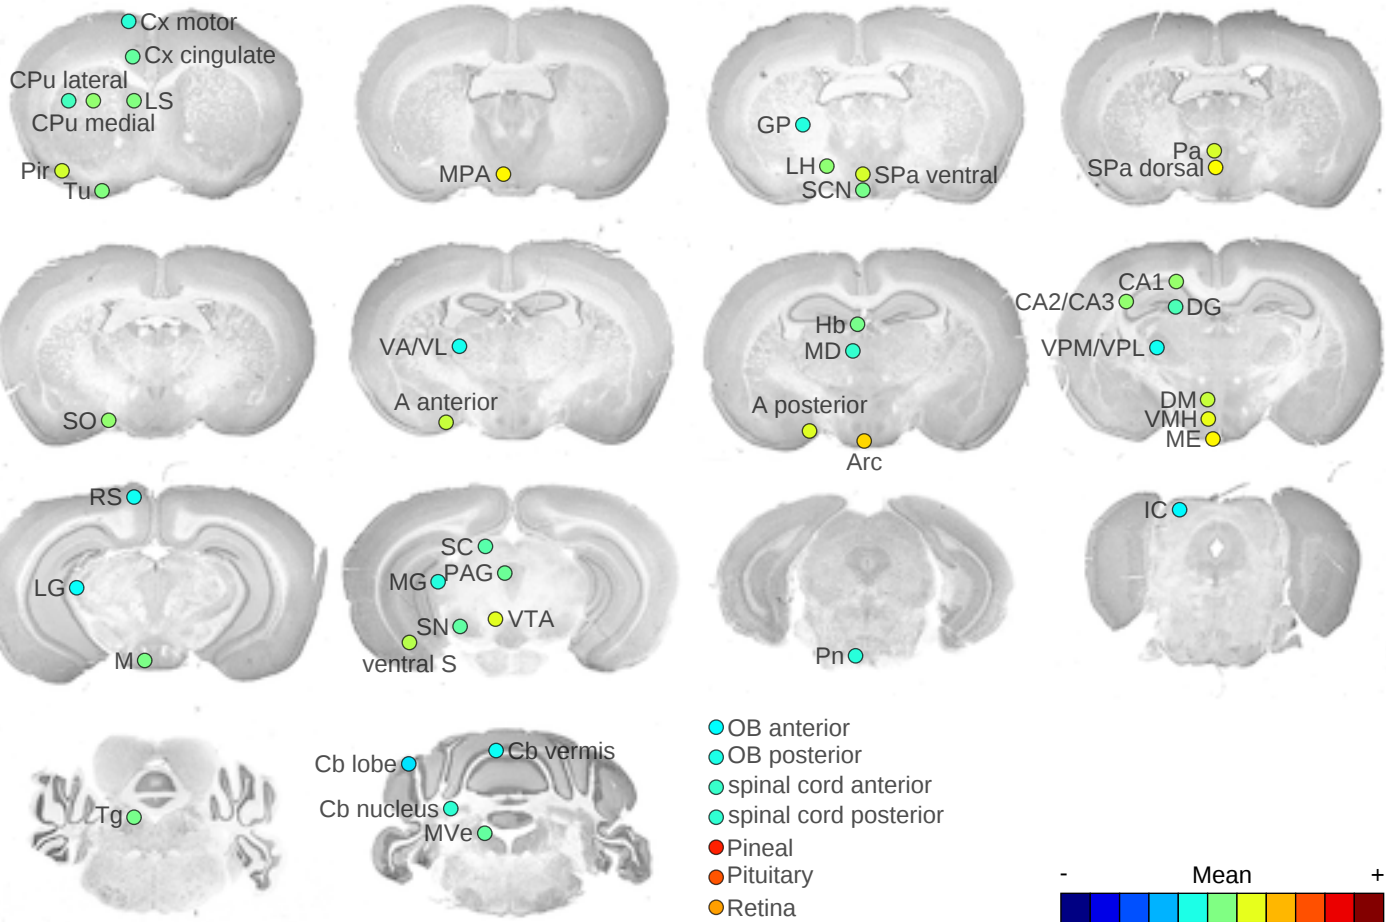 Cx motor
Cx cingulate
CPu lateral
LS
CPu medial
Pir
Tu
MPA
GP
LH
SPa ventral
SCN
Pa
SPa dorsal
SO
VA/VL
A anterior
Hb
MD
A posterior
Arc
CA1
CA2/CA3
DG
VPM/VPL
DM
VMH
ME
RS
LG
M
SC
MG
PAG
SN
VTA
ventral S
Pn
IC
Tg
Cb lobe
Cb vermis
Cb nucleus
MVe
OB anterior
OB posterior
spinal cord anterior
spinal cord posterior
Pineal
Pituitary
Retina
- Mean +